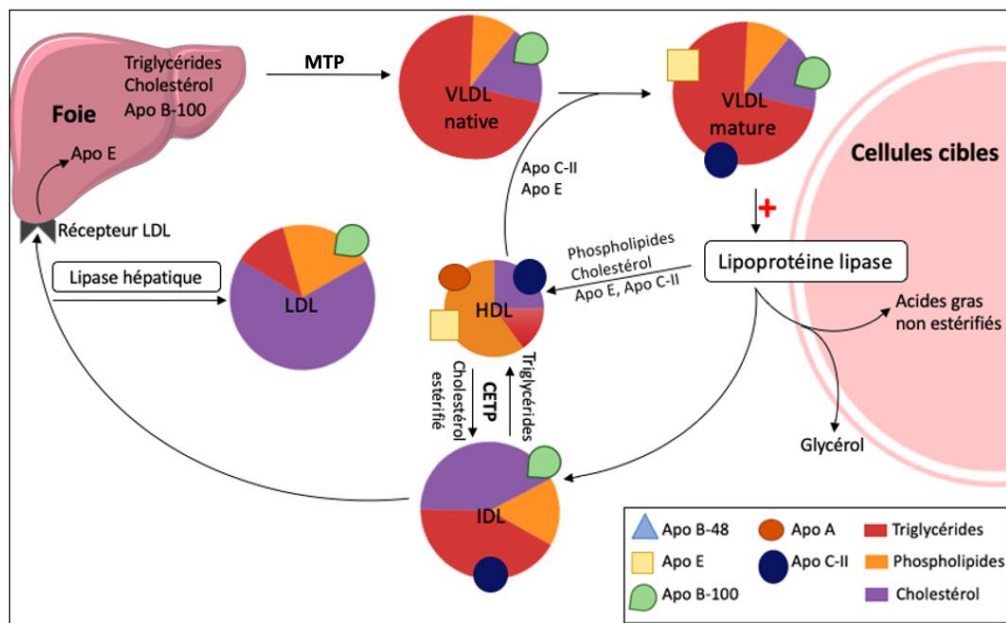 Triglycérides
Cholestérol
Apo B-100
Foie
Apo E
MTP
VLDL
native
VLDL
mature
Cellules cibles
Apo C-II
Apo E
Récepteur LDL
Lipase hépatique
LDL
HDL
Phospholipides
Cholestérol
Apo E, Apo C-II
+
Lipoprotéine lipase
Acides gras
non estérifiés
Glycérol
Cholestérol
estérifié
CETP
Triglycérides
IDL
Apo B-48
Apo A
Triglycérides
Apo E
Apo C-II
Phospholipides
Apo B-100
Cholestérol